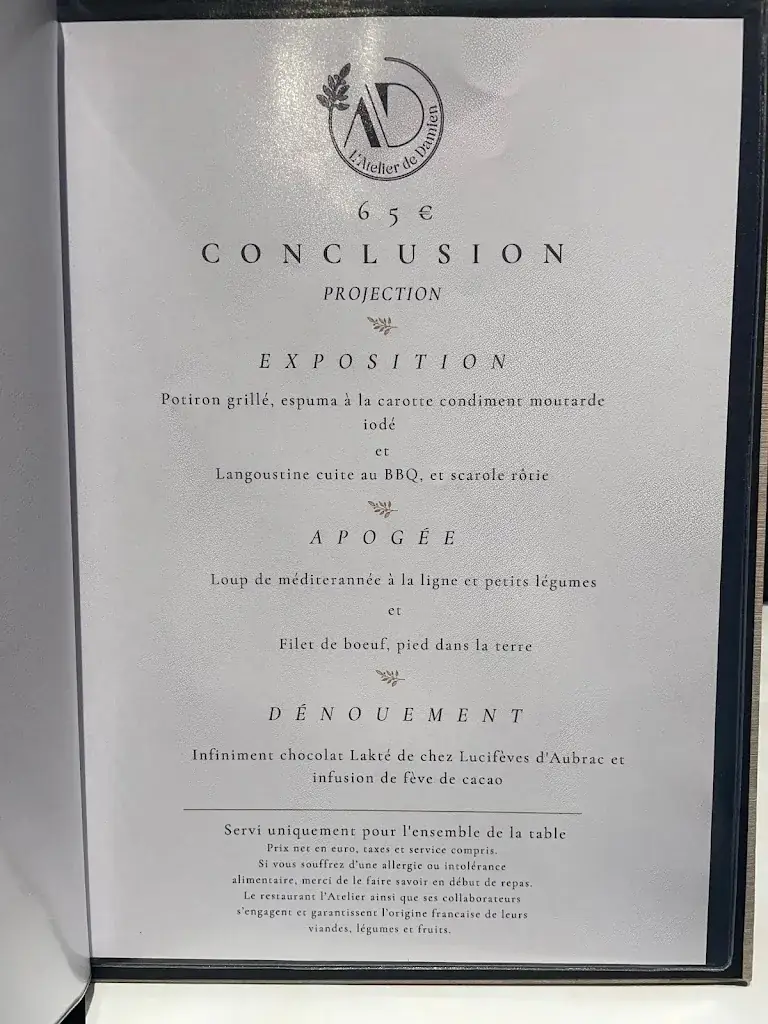 AD
L'Atelier de Damien
65€
CONCLUSION
PROJECTION
EXPOSITION
Potiron grillé, espuma à la carotte condiment moutarde
iodé
et
Langoustine cuite au BBQ, et scarole rôtie
APOGÉE
Loup de méditerannée à la ligne et petits légumes
et
Filet de boeuf, pied dans la terre
DÉNOUEMENT
Infiniment chocolat Lakté de chez Lucifèves d'Aubrac et
infusion de fève de cacao
Servi uniquement pour l'ensemble de la table
Prix net en euro, taxes et service compris.
Si vous souffrez d'une allergie ou intolérance
alimentaire, merci de le faire savoir en début de repas.
Le restaurant l'Atelier ainsi que ses collaborateurs
s'engagent et garantissent l'origine francaise de leurs
viandes, légumes et fruits.